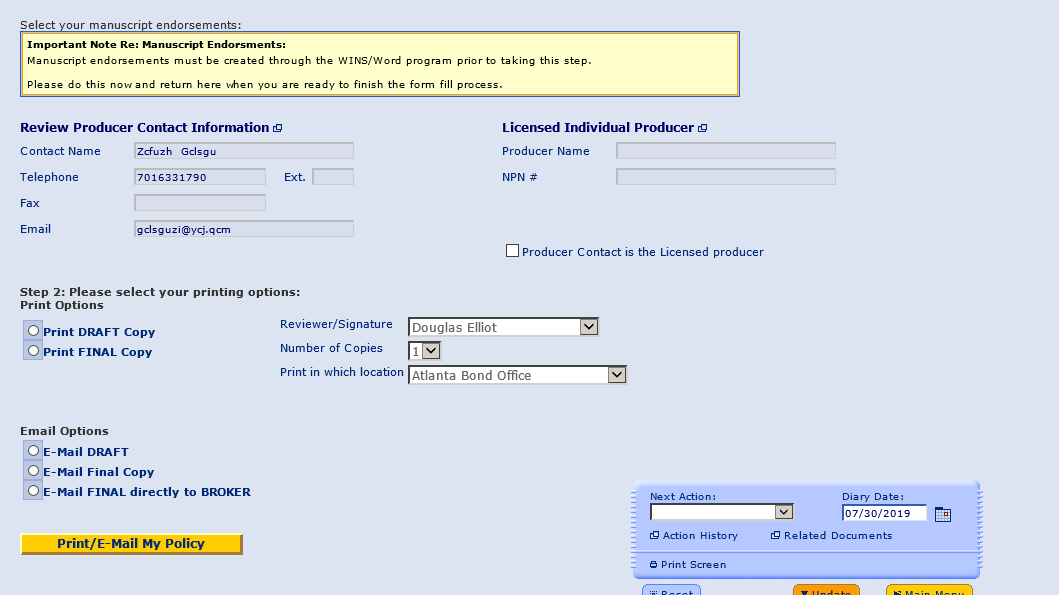 Select your manuscript endorsements:
Important Note Re: Manuscript Endorsments:
Manuscript endorsements must be created through the WINS/Word program prior to taking this step.
Please do this now and return here when you are ready to finish the form fill process.
Review Producer Contact Information
Licensed Individual Producer
Contact Name Zcfuzh Gclsgu
Producer Name
Telephone 7016331790 Ext.
NPN #
Fax
Email gclsguzi@ycj.qcm
Producer Contact is the Licensed producer
Step 2: Please select your printing options:
Print Options
Print DRAFT Copy
Print FINAL Copy
Reviewer/Signature Douglas Elliot
Number of Copies 1
Print in which location Atlanta Bond Office
Email Options
E-Mail DRAFT
E-Mail Final Copy
E-Mail FINAL directly to BROKER
Print/E-Mail My Policy
Next Action:
Diary Date:
07/30/2019
Action History Related Documents
Print Screen
Reset Update Main Menu